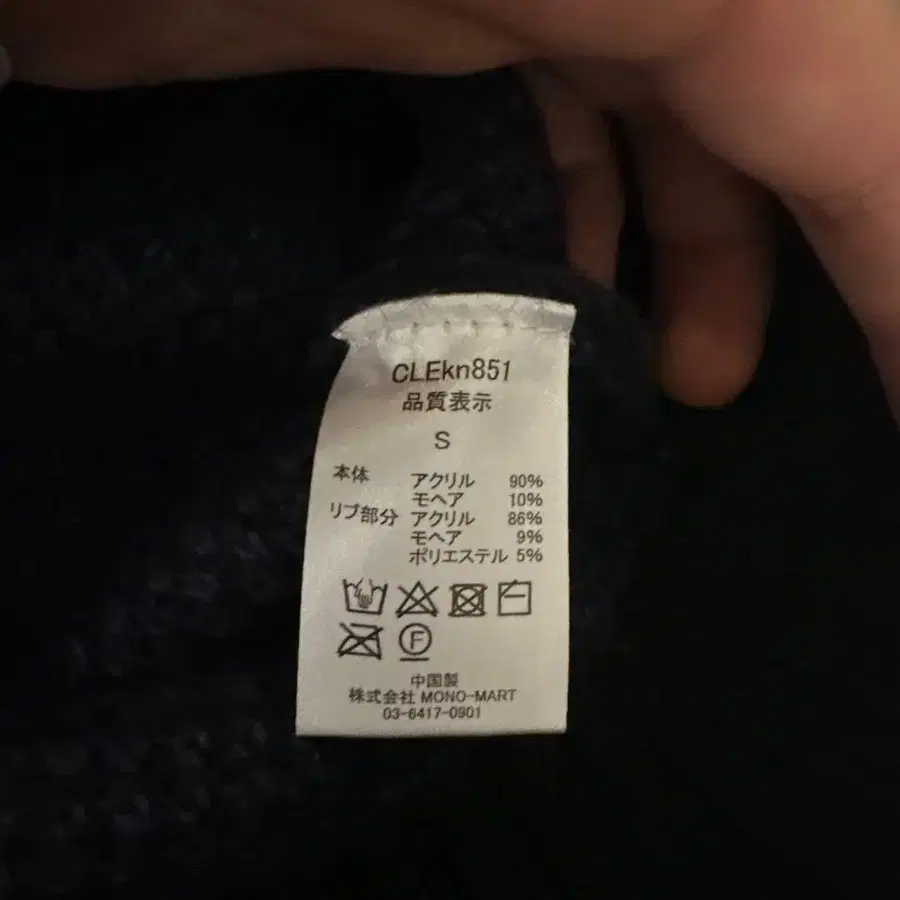 CLEkn851
品質表示
S
本体 アクリル 90%
モヘア 10%
リブ部分 アクリル 86%
モヘア 9%
ポリエステル 5%
F
中国製
株式会社 MONO-MART
03-6417-0901